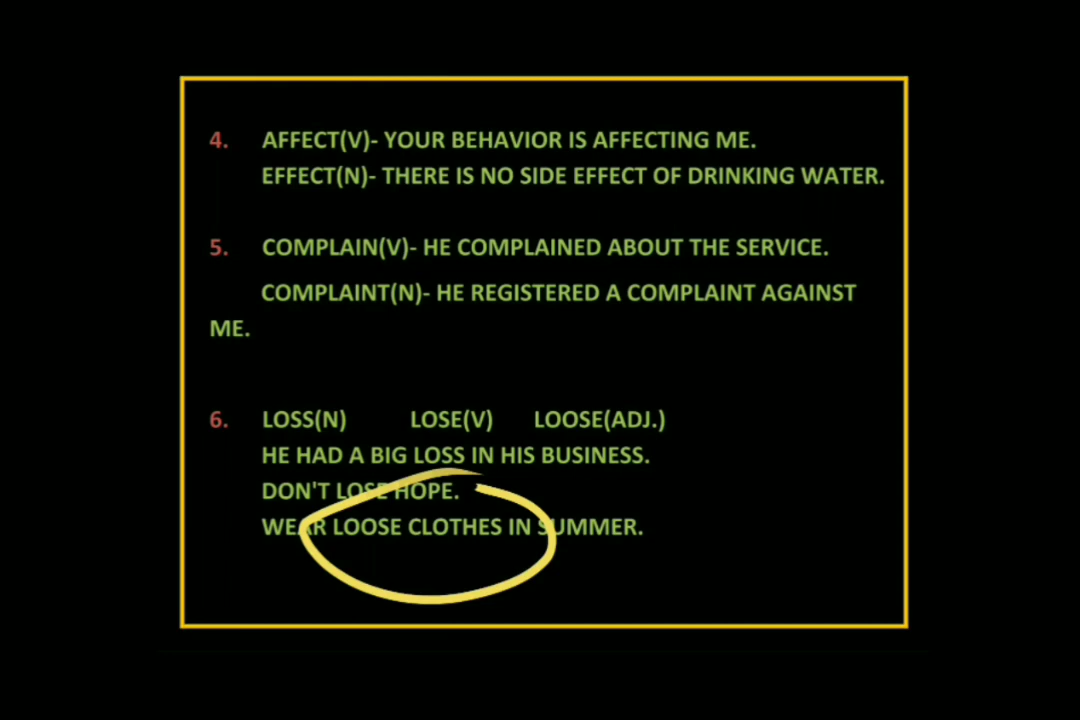 4. AFFECT(V)- YOUR BEHAVIOR IS AFFECTING ME.
EFFECT(N)- THERE IS NO SIDE EFFECT OF DRINKING WATER.
5. COMPLAIN(V)- HE COMPLAINED ABOUT THE SERVICE.
COMPLAINT(N)- HE REGISTERED A COMPLAINT AGAINST
ME.
6. LOSS(N) LOSE(V) LOOSE(ADJ.)
HE HAD A BIG LOSS IN HIS BUSINESS.
DON'T LOSE HOPE.
WEAR LOOSE CLOTHES IN SUMMER.